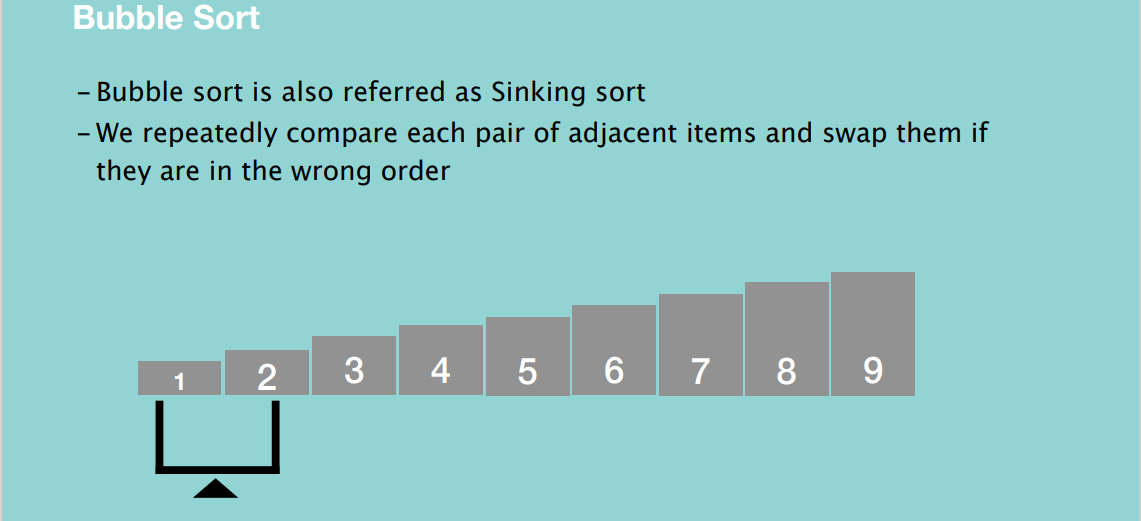 Bubble Sort
– Bubble sort is also referred as Sinking sort
– We repeatedly compare each pair of adjacent items and swap them if
they are in the wrong order
1 2 3 4 5 6 7 8 9